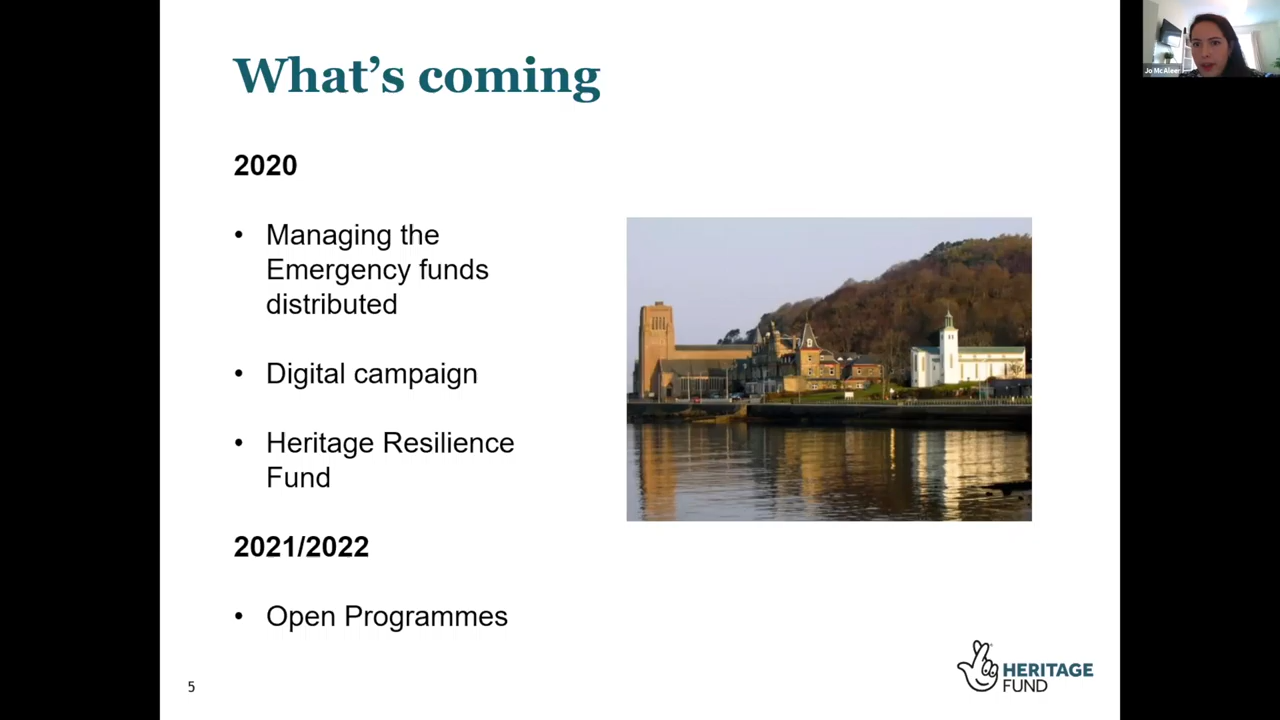 What's coming
2020
• Managing the
Emergency funds
distributed
• Digital campaign
• Heritage Resilience
Fund
2021/2022
• Open Programmes
5
HERITAGE
FUND
Jo McAleer